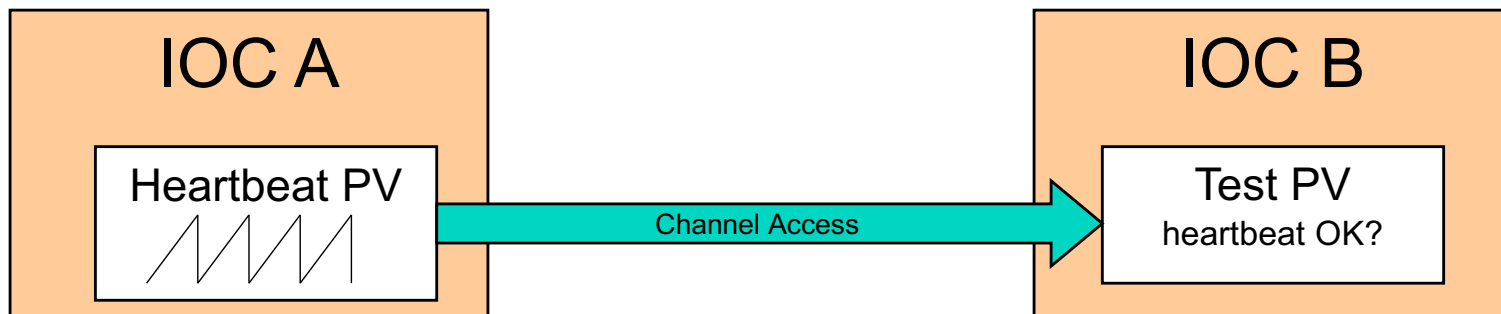 IOC A
Heartbeat PV
Channel Access
IOC B
Test PV
heartbeat OK?